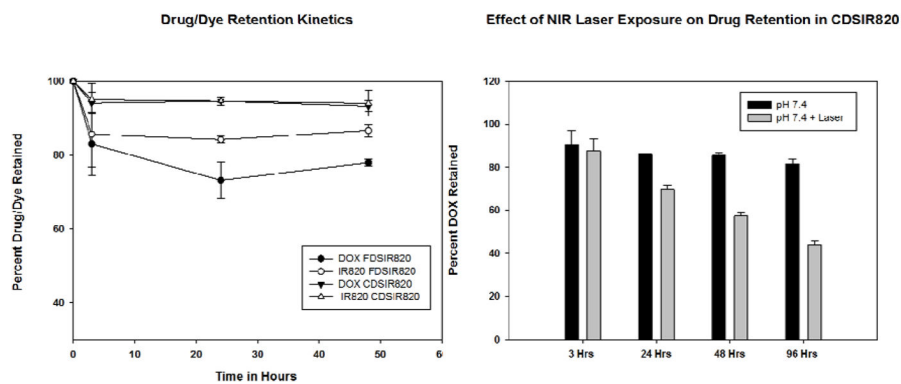 Drug/Dye Retention Kinetics
Percent Drug/Dye Retained
100
80
60
40
0
10
20
30
40
50
6
Time in Hours
DOX FDSIR820
IR820 FDSIR820
DOX CDSIR820
IR820 CDSIR820
Effect of NIR Laser Exposure on Drug Retention in CDSIR820
Percent DOX Retained
120
100
80
60
40
20
0
3 Hrs
24 Hrs
48 Hrs
96 Hrs
pH 7.4
pH 7.4 + Laser